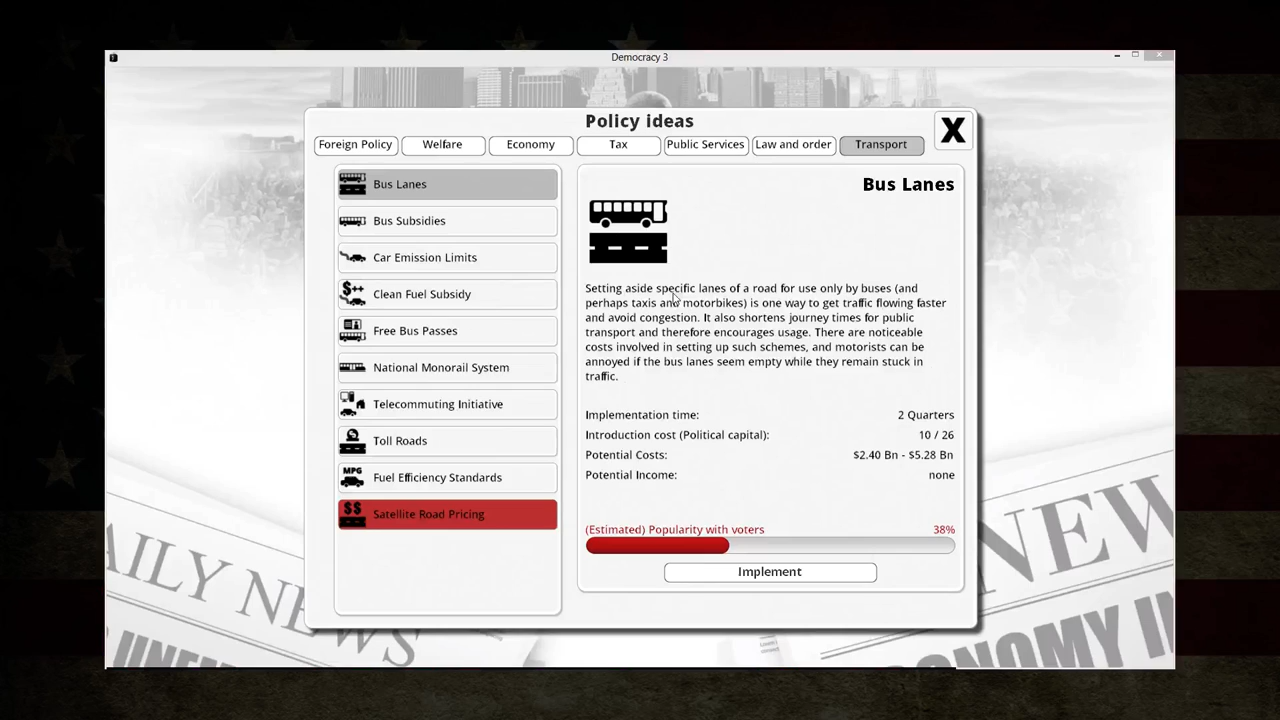 Democracy 3
Policy ideas
X
Foreign Policy
Welfare
Economy
Tax
Public Services
Law and order
Transport
Bus Lanes
Bus Subsidies
Car Emission Limits
$++
Clean Fuel Subsidy
Free Bus Passes
National Monorail System
Telecommuting Initiative
Toll Roads
MPG
Fuel Efficiency Standards
$$
Satellite Road Pricing
Bus Lanes
Setting aside specific lanes of a road for use only by buses (and
perhaps taxis and motorbikes) is one way to get traffic flowing faster
and avoid congestion. It also shortens journey times for public
transport and therefore encourages usage. There are noticeable
costs involved in setting up such schemes, and motorists can be
annoyed if the bus lanes seem empty while they remain stuck in
traffic.
Implementation time: 2 Quarters
Introduction cost (Political capital): 10 / 26
Potential Costs: $2.40 Bn - $5.28 Bn
Potential Income: none
(Estimated) Popularity with voters 38%
Implement
AILY NEWS
NEW